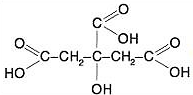 O
C
O OH O
C—CH₂—C—CH₂—C
HO OH OH